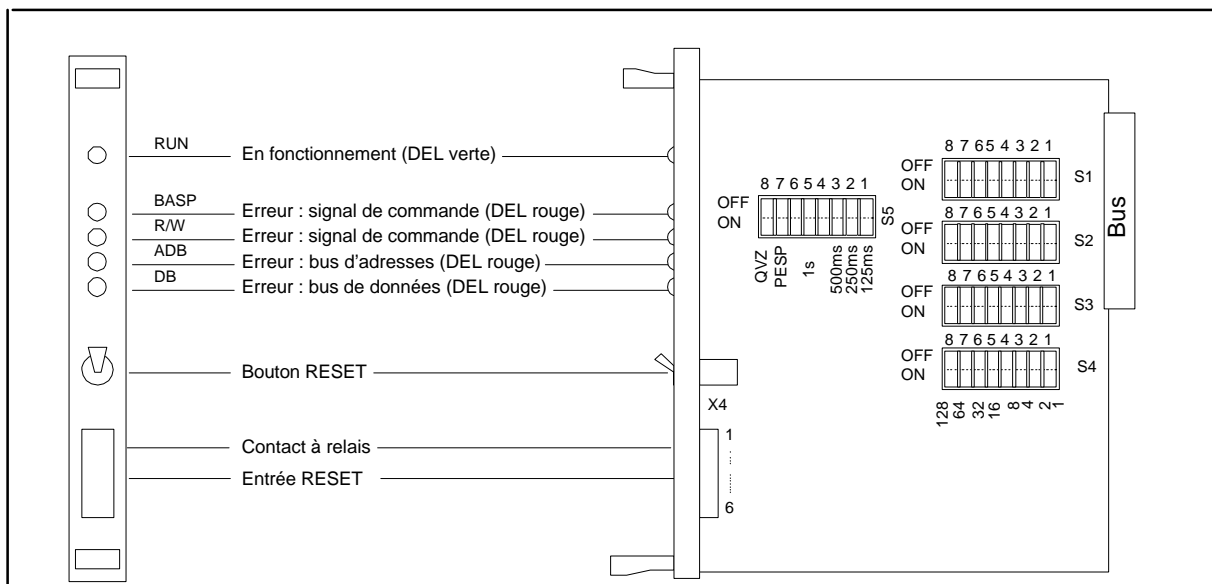 RUN
En fonctionnement (DEL verte)
BASP
Erreur : signal de commande (DEL rouge)
R/W
Erreur : signal de commande (DEL rouge)
ADB
Erreur : bus d'adresses (DEL rouge)
DB
Erreur : bus de données (DEL rouge)
Bouton RESET
Contact à relais
Entrée RESET
X4
1
6
8 7 6 5 4 3 2 1
OFF
ON
S5
QVZ
PESP
1s
500ms
250ms
125ms
8 7 6 5 4 3 2 1
OFF
ON
S1
8 7 6 5 4 3 2 1
OFF
ON
S2
8 7 6 5 4 3 2 1
OFF
ON
S3
8 7 6 5 4 3 2 1
OFF
ON
S4
128 64 32 16 8 4 2 1
Bus